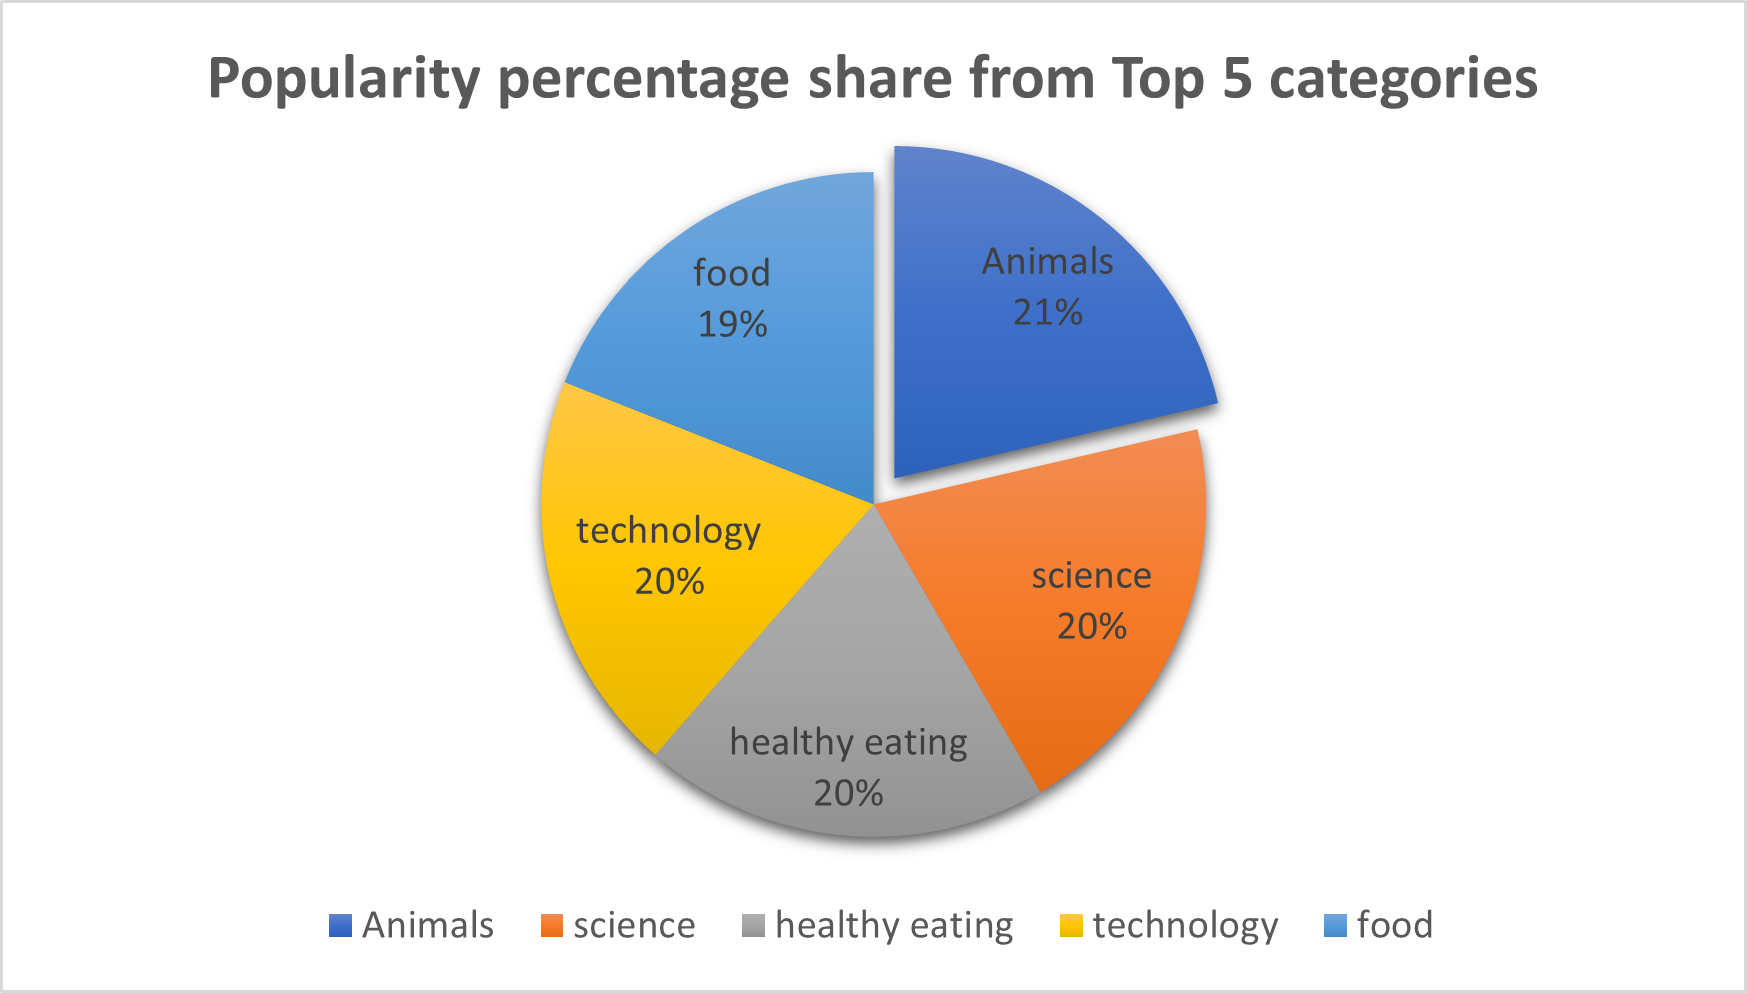 Popularity percentage share from Top 5 categories
food
19%
Animals
21%
technology
20%
science
20%
healthy eating
20%
Animals science healthy eating technology food